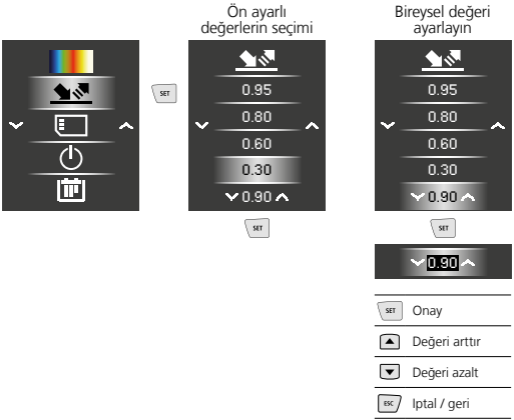 Ön ayarlı
değerlerin seçimi
Bireysel değeri
ayarlayın
SET
0.95
0.80
0.60
0.30
0.90
SET
0.95
0.80
0.60
0.30
0.90
SET
0.90
SET Onay
Değeri arttır
Değeri azalt
ESC Iptal / geri